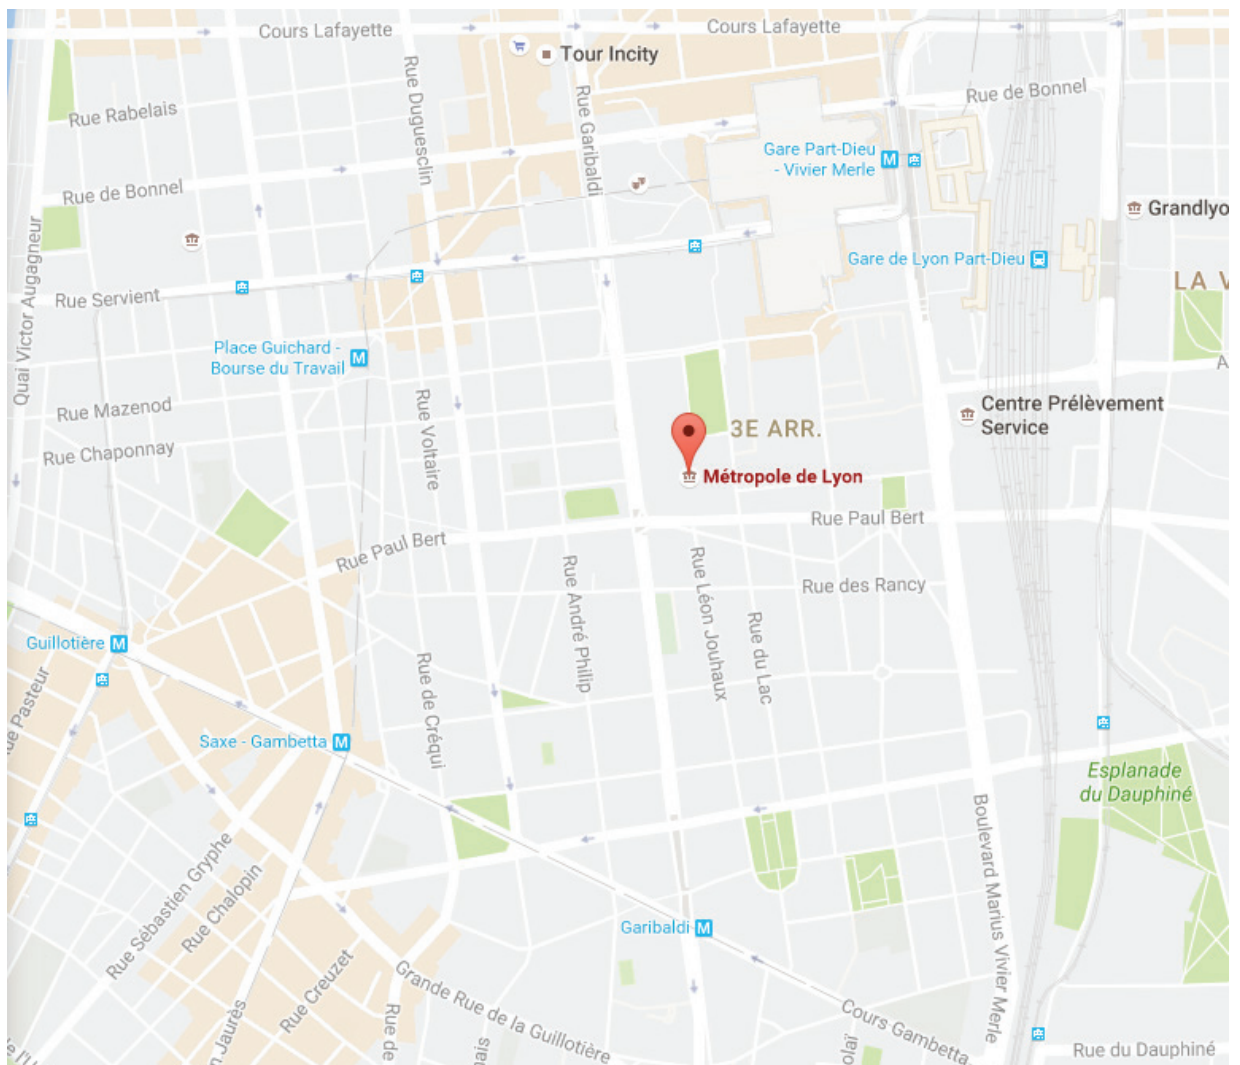 Cours Lafayette
Cours Lafayette
Tour Incity
Rue Duguesclin
Rue Garibaldi
Rue de Bonnel
Rue Rabelais
Gare Part-Dieu
- Vivier Merle
Rue de Bonnel
Grandlyo
Quai Victor Augagneur
Gare de Lyon Part-Dieu
LA V
Rue Servient
Place Guichard -
Bourse du Travail
A
Rue Mazenod
Rue Voltaire
Centre Prélèvement
Service
3E ARR.
Rue Chaponnay
Métropole de Lyon
Rue Paul Bert
Rue Paul Bert
Rue André Philip
Rue Léon Jouhaux
Rue des Rancy
Rue du Lac
Guillotière
M
M
M
M
M
Rue de Créqui
ue Pasteur
Saxe - Gambetta
Esplanade
du Dauphiné
Boulevard Marius Vivier Merle
Rue Sébastien Gryphe
Rue Chalopin
Garibaldi
Rue Creuzet
Grande Rue de la Guillotière
Cours Gambetta
n Jaurès
Rue de
nais
Rue du Dauphiné